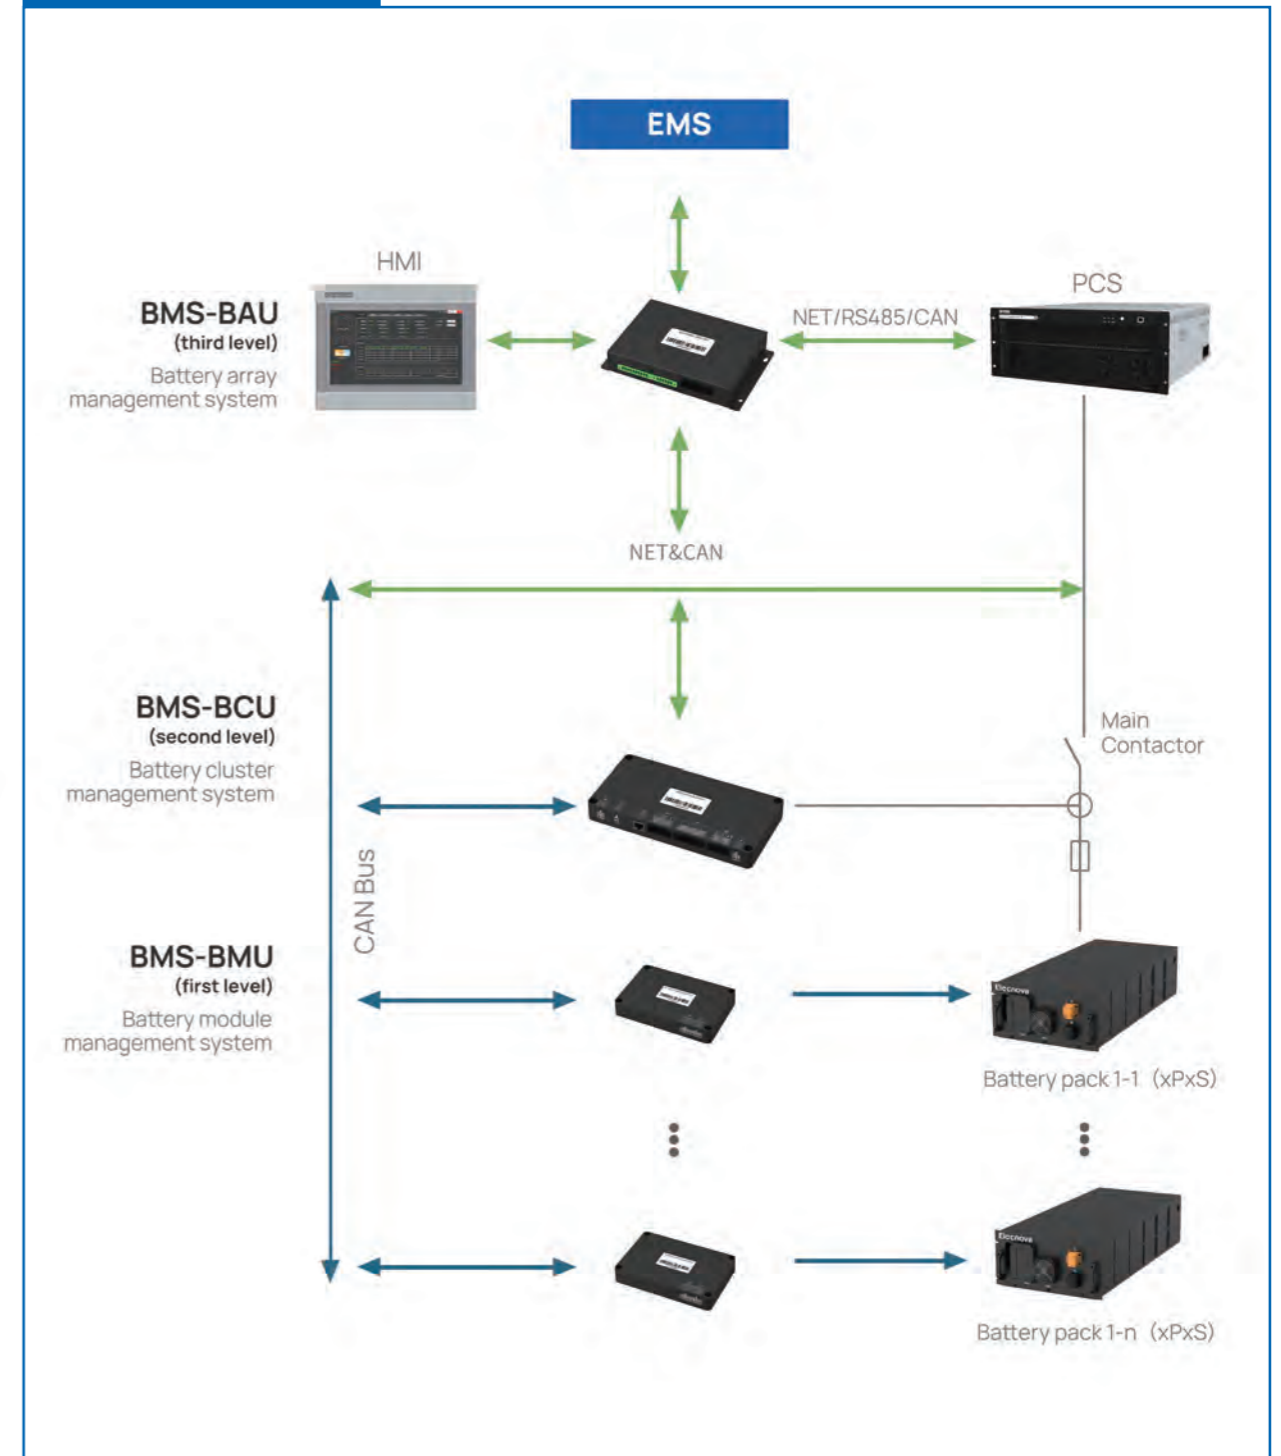 EMS
HMI
BMS-BAU
(third level)
Battery array
management system
NET/RS485/CAN
PCS
NET&CAN
BMS-BCU
(second level)
Battery cluster
management system
Main
Contactor
CAN Bus
BMS-BMU
(first level)
Battery module
management system
Elecnova
Battery pack 1-1 (xPxS)
Elecnova
Battery pack 1-n (xPxS)